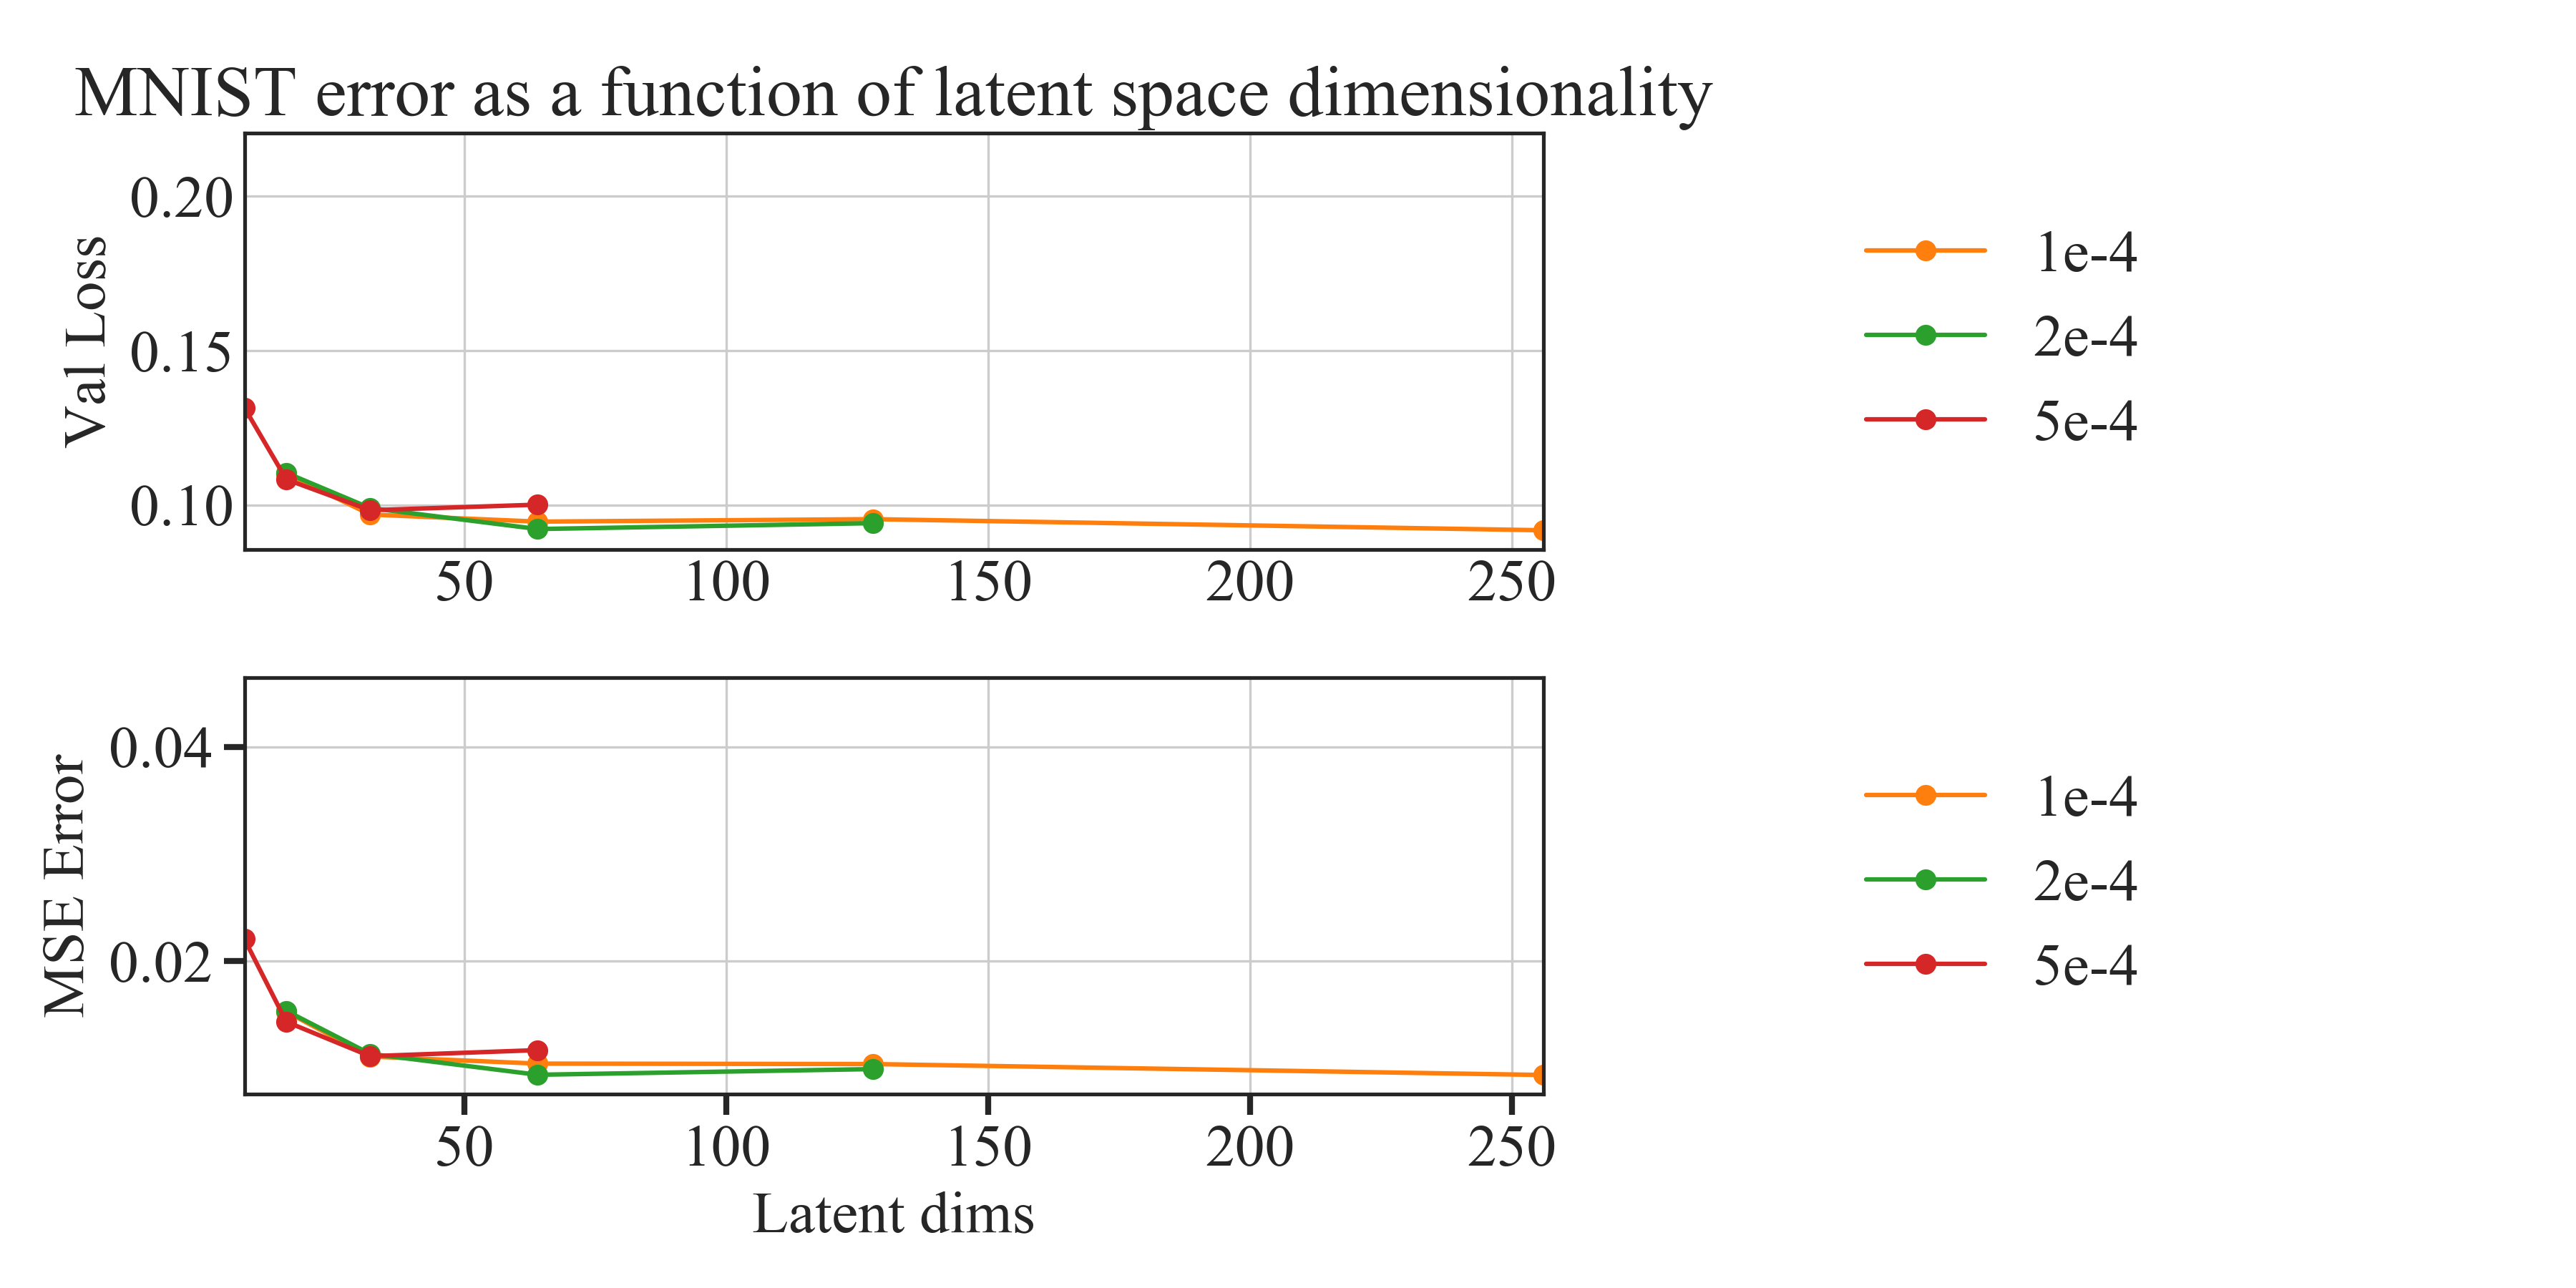 MNIST error as a function of latent space dimensionality
Val Loss
0.20
0.15
0.10
50 100 150 200 250
1e-4
2e-4
5e-4
MSE Error
0.04
0.02
50 100 150 200 250
Latent dims
1e-4
2e-4
5e-4